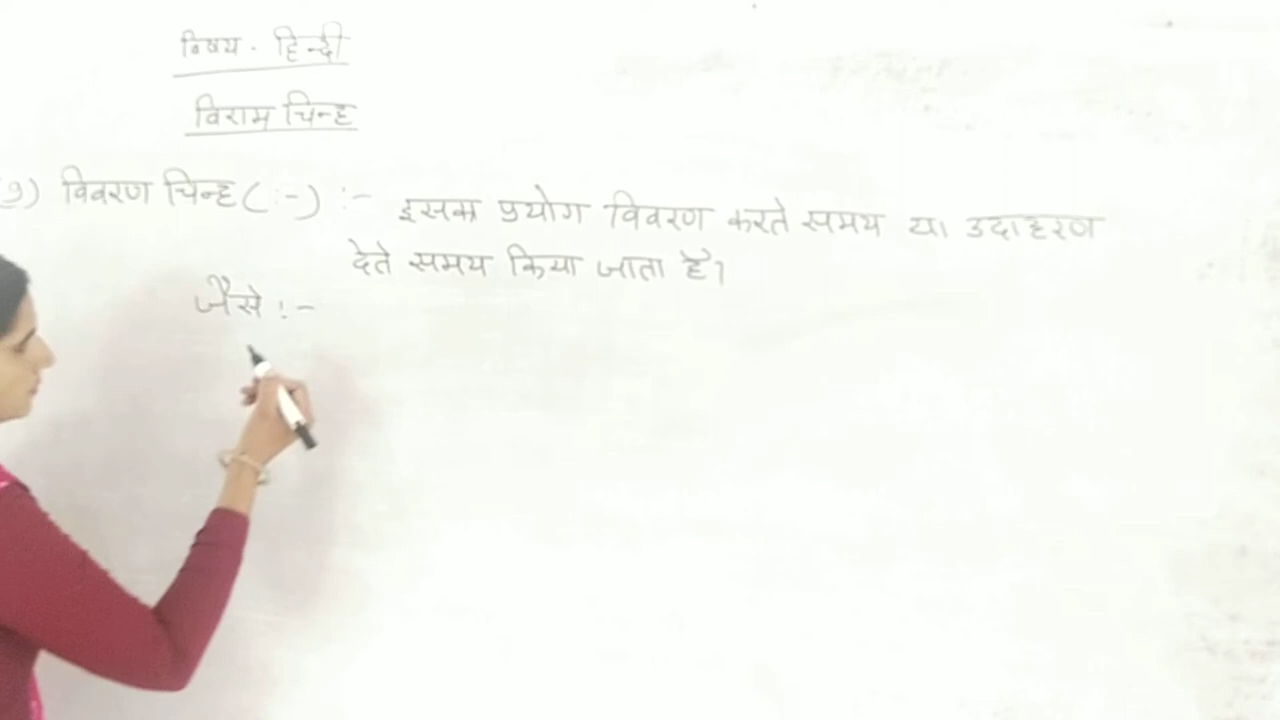 विषय - हिन्दी
विराम चिन्ह
9) विवरण चिन्ह ( :- ) :- इसका प्रयोग विवरण करते समय या उदाहरण
देते समय किया जाता है।
जैसे :-